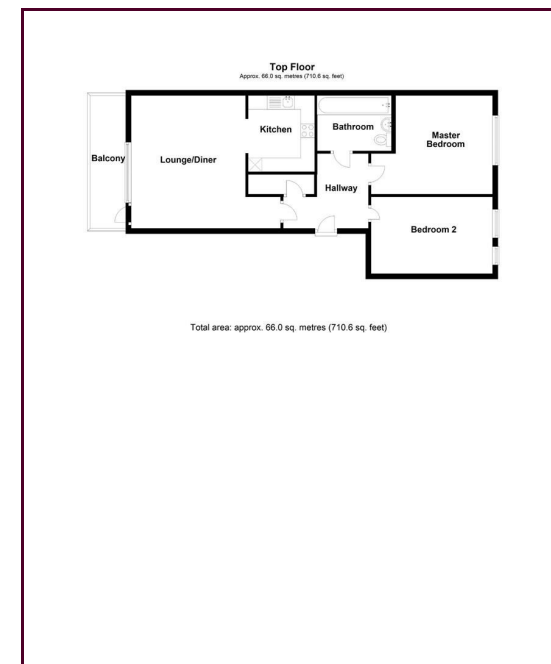 Top Floor
Approx. 66.0 sq. metres (710.6 sq. feet)
Kitchen
Bathroom
Master
Bedroom
Balcony
Lounge/Diner
Hallway
Bedroom 2
Total area: approx. 66.0 sq. metres (710.6 sq. feet)